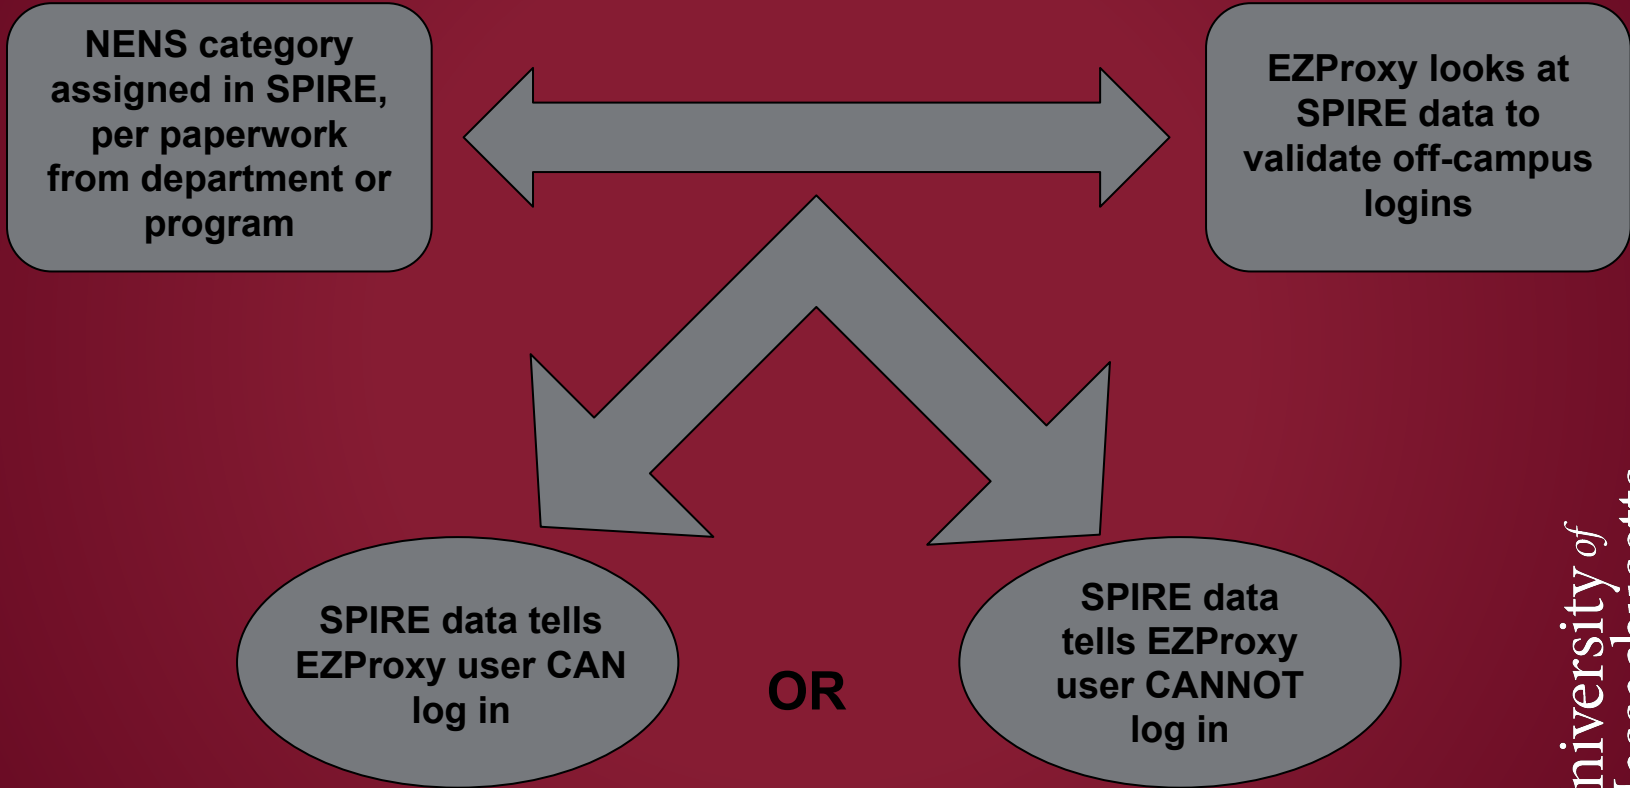 NENS category
assigned in SPIRE,
per paperwork
from department or
program
EZProxy looks at
SPIRE data to
validate off-campus
logins
SPIRE data tells
EZProxy user CAN
log in
OR
SPIRE data
tells EZProxy
user CANNOT
log in
niversity of